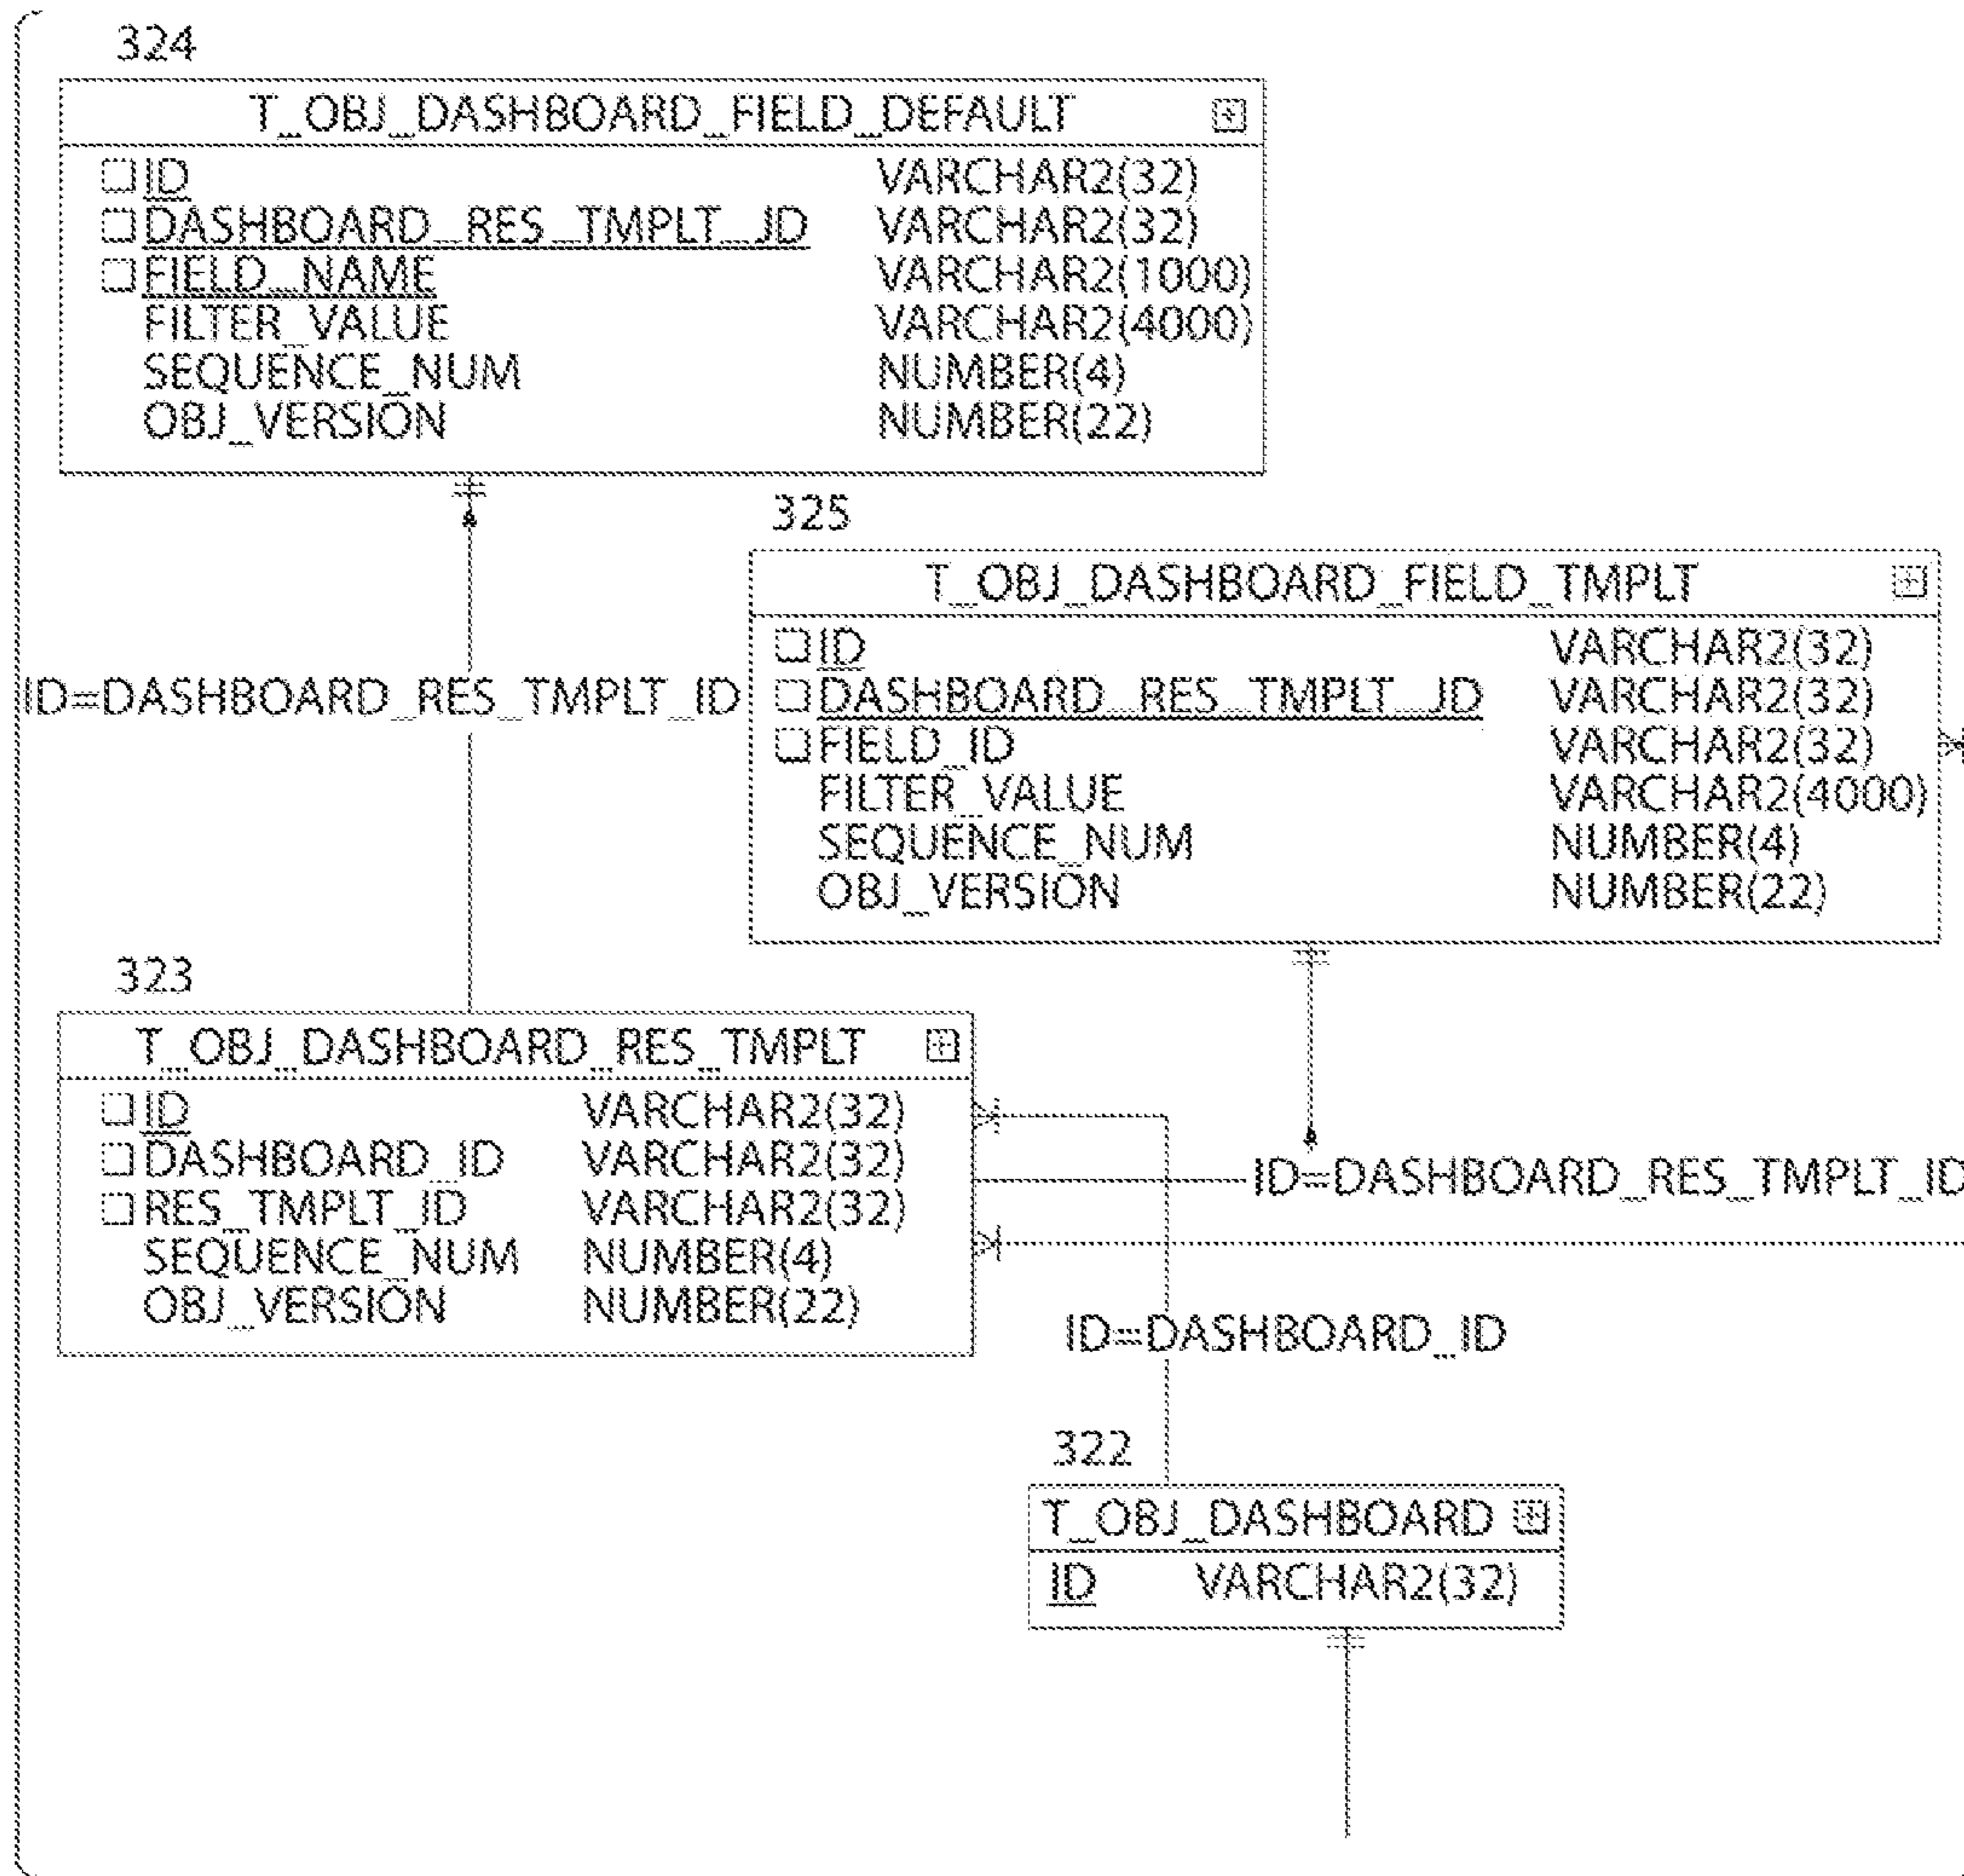 324
T_OBJ_DASHBOARD_FIELD_DEFAULT
ID VARCHAR2(32)
DASHBOARD_RES_TMPLT_ID VARCHAR2(32)
FIELD_NAME VARCHAR2(1000)
FILTER_VALUE VARCHAR2(4000)
SEQUENCE_NUM NUMBER(4)
OBJ_VERSION NUMBER(22)
325
T_OBJ_DASHBOARD_FIELD_TMPLT
ID VARCHAR2(32)
DASHBOARD_RES_TMPLT_ID VARCHAR2(32)
FIELD_ID VARCHAR2(32)
FILTER_VALUE VARCHAR2(4000)
SEQUENCE_NUM NUMBER(4)
OBJ_VERSION NUMBER(22)
ID=DASHBOARD_RES_TMPLT_ID
323
T_OBJ_DASHBOARD_RES_TMPLT
ID VARCHAR2(32)
DASHBOARD_ID VARCHAR2(32)
RES_TMPLT_ID VARCHAR2(32)
SEQUENCE_NUM NUMBER(4)
OBJ_VERSION NUMBER(22)
ID=DASHBOARD_RES_TMPLT_ID
ID=DASHBOARD_ID
322
T_OBJ_DASHBOARD
ID VARCHAR2(32)